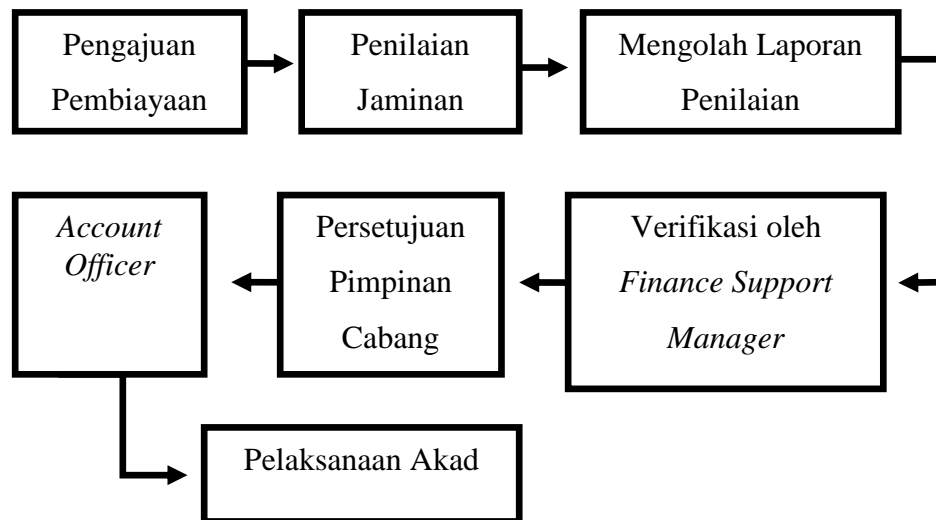 Pengajuan
Pembiayaan
Penilaian
Jaminan
Mengolah Laporan
Penilaian
Account
Officer
Persetujuan
Pimpinan
Cabang
Verifikasi oleh
Finance Support
Manager
Pelaksanaan Akad